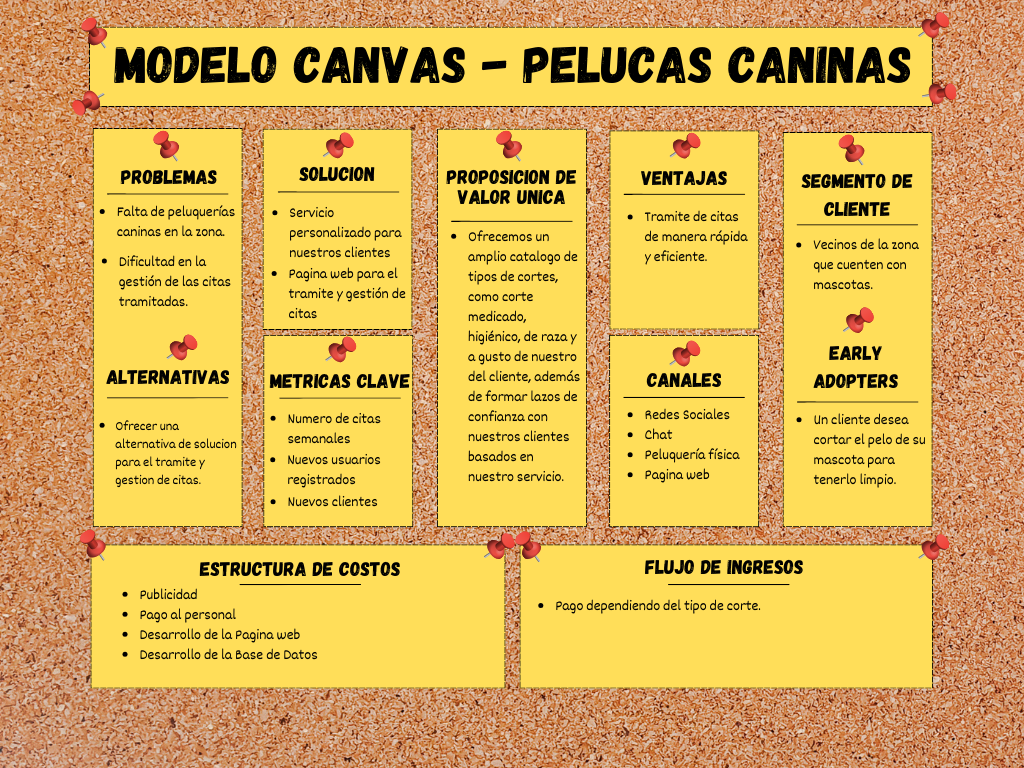 MODELO CANVAS - PELUCAS CANINAS
PROBLEMAS
• Falta de peluquerías
caninas en la zona.
• Dificultad en la
gestión de las citas
tramitadas.
ALTERNATIVAS
• Ofrecer una
alternativa de solucion
para el tramite y
gestion de citas.
SOLUCION
• Servicio
personalizado para
nuestros clientes
• Pagina web para el
tramite y gestión de
citas
METRICAS CLAVE
• Numero de citas
semanales
• Nuevos usuarios
registrados
• Nuevos clientes
PROPOSICION DE
VALOR UNICA
• Ofrecemos un
amplio catalogo de
tipos de cortes,
como corte
medicado,
higiénico, de raza y
a gusto de nuestro
del cliente, además
de formar lazos de
confianza con
nuestros clientes
basados en
nuestro servicio.
VENTAJAS
• Tramite de citas
de manera rápida
y eficiente.
CANALES
• Redes Sociales
• Chat
• Peluquería física
• Pagina web
SEGMENTO DE
CLIENTE
• Vecinos de la zona
que cuenten con
mascotas.
EARLY
ADOPTERS
• Un cliente desea
cortar el pelo de su
mascota para
tenerlo limpio.
ESTRUCTURA DE COSTOS
• Publicidad
• Pago al personal
• Desarrollo de la Pagina web
• Desarrollo de la Base de Datos
FLUJO DE INGRESOS
• Pago dependiendo del tipo de corte.